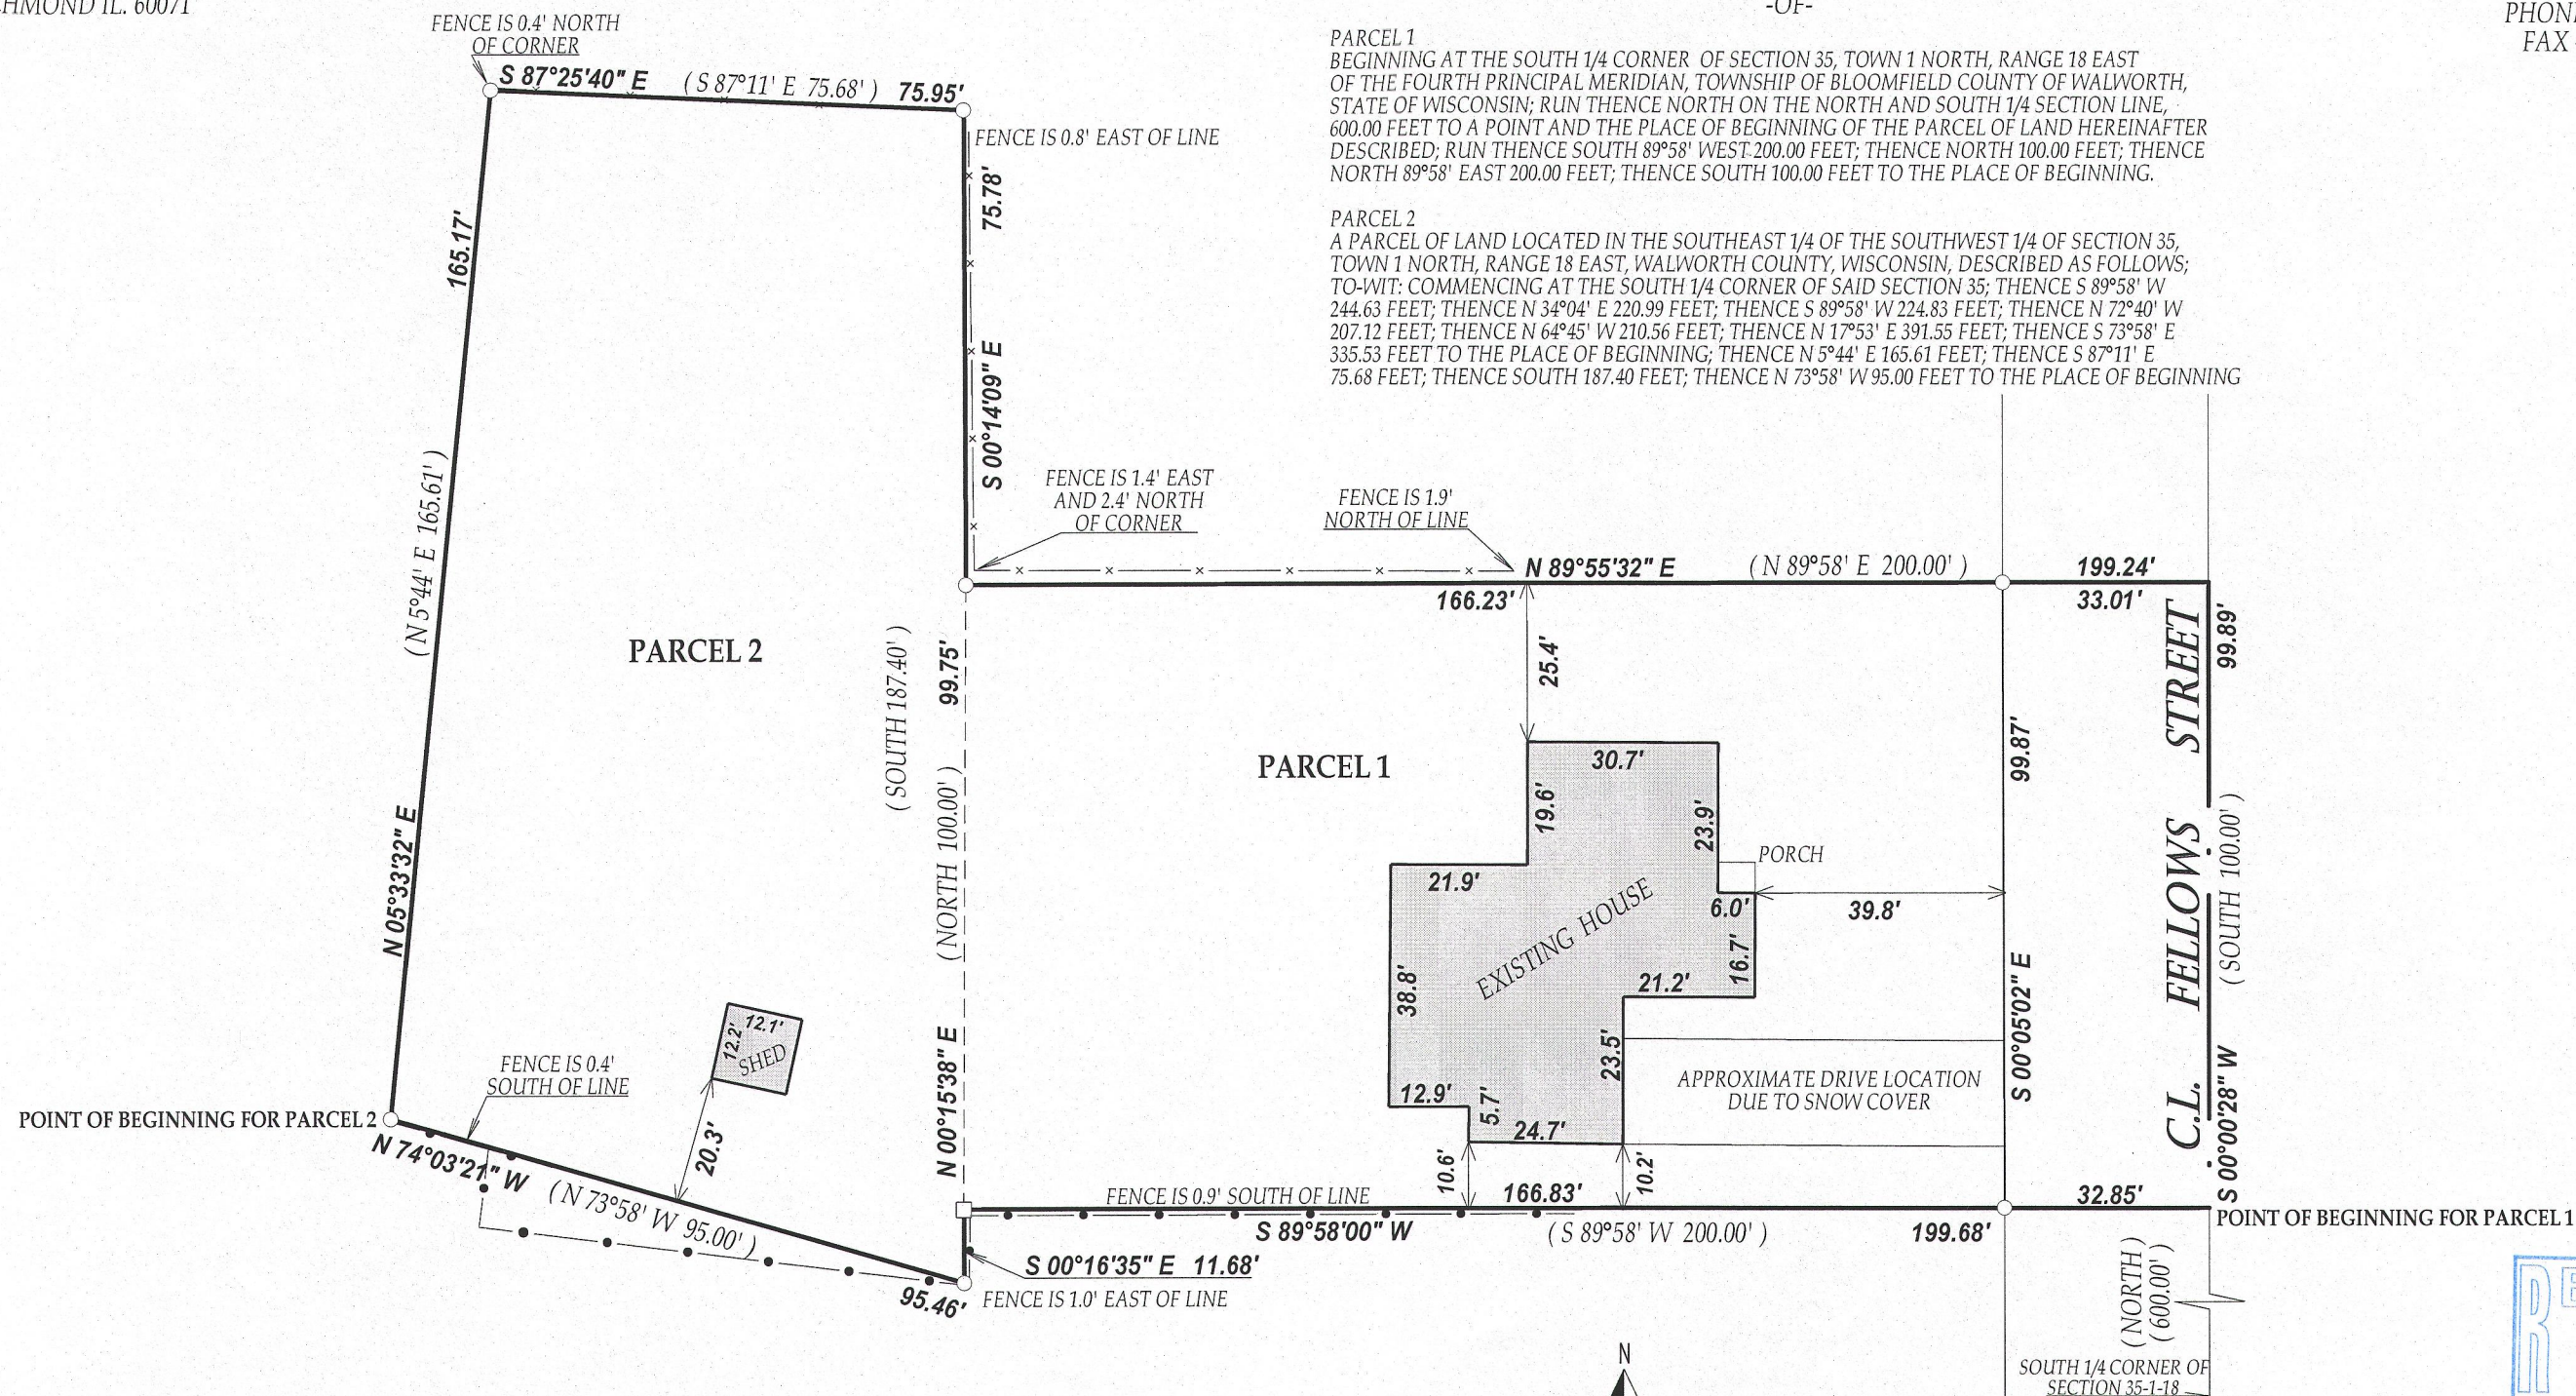 FENCE IS 0.4' NORTH
OF CORNER
-OF-
FAX
PARCEL 1
BEGINNING AT THE SOUTH 1/4 CORNER OF SECTION 35, TOWN 1 NORTH, RANGE 18 EAST
OF THE FOURTH PRINCIPAL MERIDIAN, TOWNSHIP OF BLOOMFIELD COUNTY OF WALWORTH,
STATE OF WISCONSIN; RUN THENCE NORTH ON THE NORTH AND SOUTH 1/4 SECTION LINE,
600.00 FEET TO A POINT AND THE PLACE OF BEGINNING OF THE PARCEL OF LAND HEREINAFTER
DESCRIBED; RUN THENCE SOUTH 89°58' WEST 200.00 FEET; THENCE NORTH 100.00 FEET; THENCE
NORTH 89°58' EAST 200.00 FEET; THENCE SOUTH 100.00 FEET TO THE PLACE OF BEGINNING.
PARCEL 2
A PARCEL OF LAND LOCATED IN THE SOUTHEAST 1/4 OF THE SOUTHWEST 1/4 OF SECTION 35,
TOWN 1 NORTH, RANGE 18 EAST, WALWORTH COUNTY, WISCONSIN, DESCRIBED AS FOLLOWS;
TO-WIT: COMMENCING AT THE SOUTH 1/4 CORNER OF SAID SECTION 35; THENCE S 89°58' W
244.63 FEET; THENCE N 34°04' E 220.99 FEET; THENCE S 89°58' W 224.83 FEET; THENCE N 72°40' W
207.12 FEET; THENCE N 64°45' W 210.56 FEET; THENCE N 17°53' E 391.55 FEET; THENCE S 73°58' E
335.53 FEET TO THE PLACE OF BEGINNING; THENCE N 5°44' E 165.61 FEET; THENCE S 87°11' E
75.68 FEET; THENCE SOUTH 187.40 FEET; THENCE N 73°58' W 95.00 FEET TO THE PLACE OF BEGINNING
S 87°25'40" E ( S 87°11' E 75.68' ) 75.95'
FENCE IS 0.8' EAST OF LINE
75.78'
S 00°14'09" E
165.17'
( N 5°44' E 165.61' )
N 05°33'32" E
FENCE IS 1.4' EAST
AND 2.4' NORTH
OF CORNER
FENCE IS 1.9'
NORTH OF LINE
N 89°55'32" E ( N 89°58' E 200.00' ) 199.24'
166.23' 33.01'
PARCEL 2
( SOUTH 187.40' )
99.75'
( NORTH 100.00' )
N 00°15'38" E
PARCEL 1
25.4'
30.7'
19.6'
23.9'
PORCH
21.9'
6.0'
39.8'
EXISTING HOUSE
38.8'
16.7'
21.2'
23.5'
12.9'
5.7'
24.7'
10.6'
10.2'
APPROXIMATE DRIVE LOCATION
DUE TO SNOW COVER
99.87'
S 00°05'02" E
C.L. FELLOWS STREET
99.89'
( SOUTH 100.00' )
S 00°00'28" W
12.1'
12.2'
SHED
20.3'
FENCE IS 0.4'
SOUTH OF LINE
POINT OF BEGINNING FOR PARCEL 2
N 74°03'21" W
( N 73°58' W 95.00' )
95.46'
FENCE IS 0.9' SOUTH OF LINE
166.83'
32.85'
S 89°58'00" W ( S 89°58' W 200.00' ) 199.68'
POINT OF BEGINNING FOR PARCEL 1
S 00°16'35" E 11.68'
FENCE IS 1.0' EAST OF LINE
( NORTH )
( 600.00' )
N
SOUTH 1/4 CORNER OF
SECTION 35-1-18